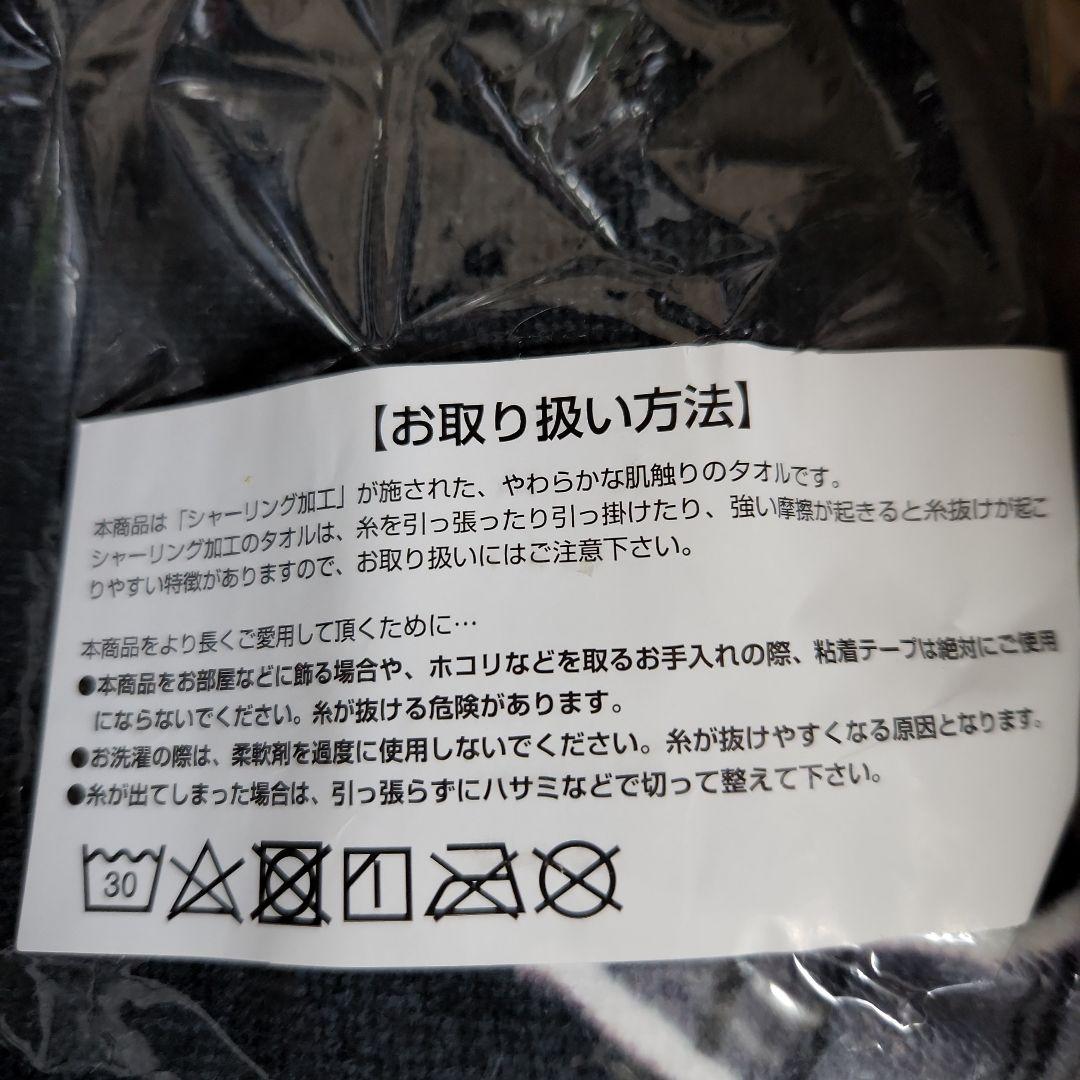 【お取り扱い方法】
本商品は「シャーリング加工」が施された、やわらかな肌触りのタオルです。
シャーリング加工のタオルは、糸を引っ張ったり引っ掛けたり、強い摩擦が起きると糸抜けが起こ
りやすい特徴がありますので、お取り扱いにはご注意下さい。
本商品をより長くご愛用して頂くために…
●本商品をお部屋などに飾る場合や、ホコリなどを取るお手入れの際、粘着テープは絶対にご使用
にならないでください。糸が抜ける危険があります。
●お洗濯の際は、柔軟剤を過度に使用しないでください。糸が抜けやすくなる原因となります。
●糸が出てしまった場合は、引っ張らずにハサミなどで切って整えて下さい。
30